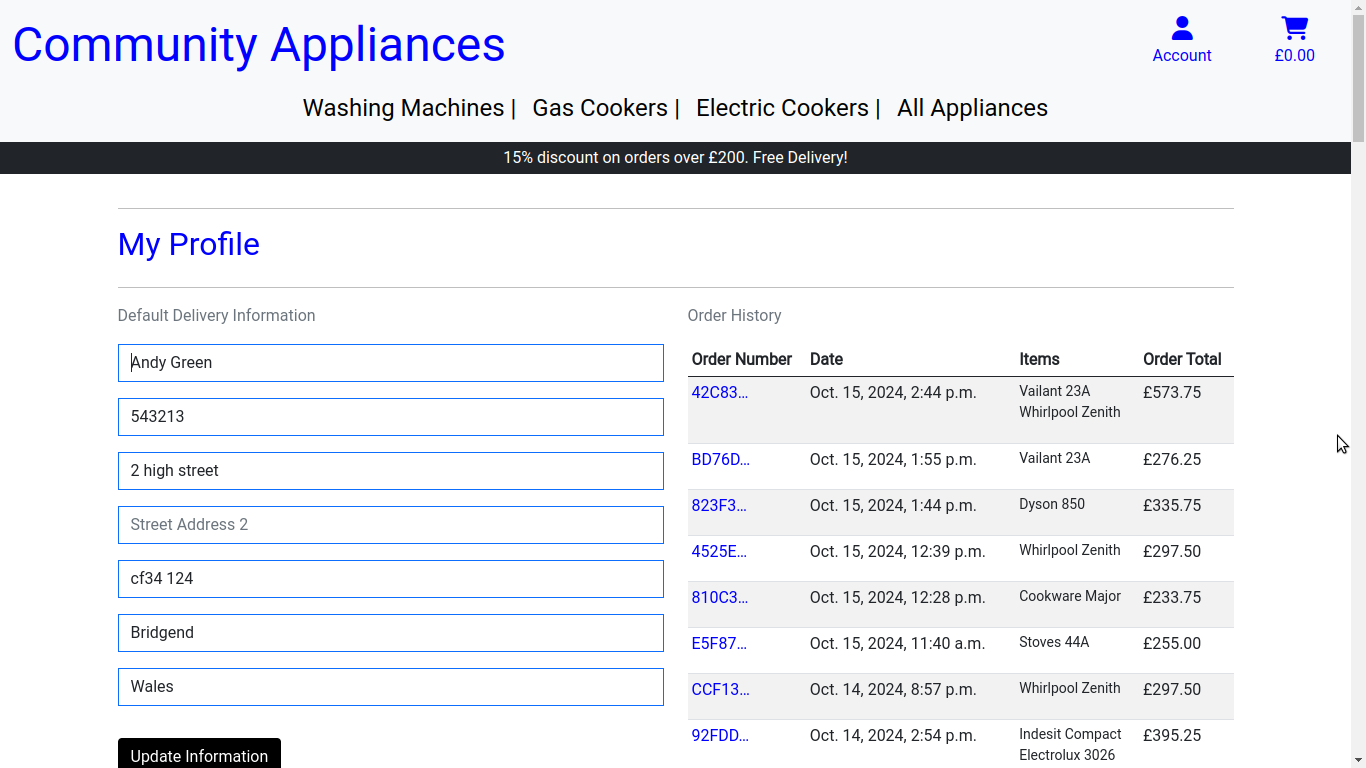 Community Appliances
Account
£0.00
Washing Machines | Gas Cookers | Electric Cookers | All Appliances
15% discount on orders over £200. Free Delivery!
My Profile
Default Delivery Information
Andy Green
543213
2 high street
Street Address 2
cf34 124
Bridgend
Wales
Update Information
Order History
Order Number Date Items Order Total
42C83... Oct. 15, 2024, 2:44 p.m. Vailant 23A £573.75
Whirlpool Zenith
BD76D... Oct. 15, 2024, 1:55 p.m. Vailant 23A £276.25
823F3... Oct. 15, 2024, 1:44 p.m. Dyson 850 £335.75
4525E... Oct. 15, 2024, 12:39 p.m. Whirlpool Zenith £297.50
810C3... Oct. 15, 2024, 12:28 p.m. Cookware Major £233.75
E5F87... Oct. 15, 2024, 11:40 a.m. Stoves 44A £255.00
CCF13... Oct. 14, 2024, 8:57 p.m. Whirlpool Zenith £297.50
92FDD... Oct. 14, 2024, 2:54 p.m. Indesit Compact £395.25
Electrolux 3026